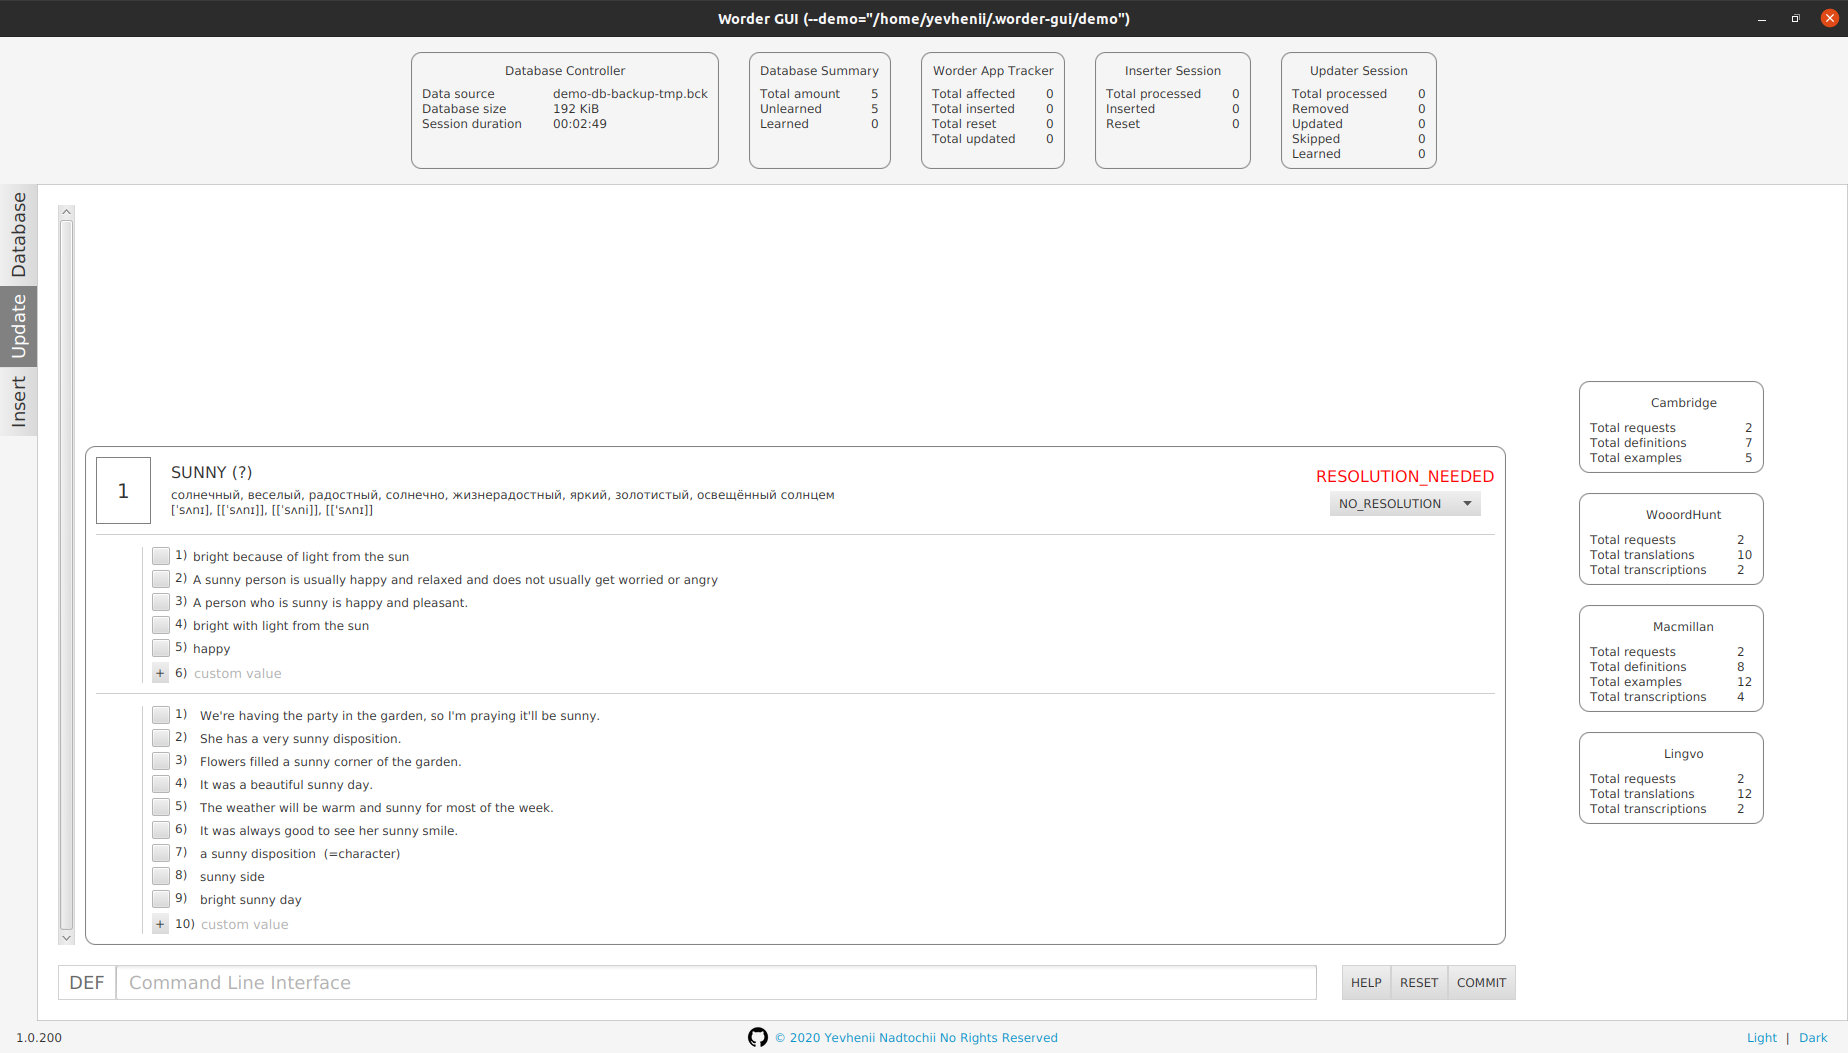 Worder GUI (--demo="/home/yevhenii/.worder-gui/demo")
Database Controller
Data source demo-db-backup-tmp.bck
Database size 192 KiB
Session duration 00:02:49
Database Summary
Total amount 5
Unlearned 5
Learned 0
Worder App Tracker
Total affected 0
Total inserted 0
Total reset 0
Total updated 0
Inserter Session
Total processed 0
Inserted 0
Reset 0
Updater Session
Total processed 0
Removed 0
Updated 0
Skipped 0
Learned 0
Database
Update
Insert
1
SUNNY (?)
солнечный, веселый, радостный, солнечно, жизнерадостный, яркий, золотистый, освещённый солнцем
['sʌnɪ], [['sʌnɪ]], [['sʌni]], [['sʌnɪ]]
RESOLUTION_NEEDED
NO_RESOLUTION
1) bright because of light from the sun
2) A sunny person is usually happy and relaxed and does not usually get worried or angry
3) A person who is sunny is happy and pleasant.
4) bright with light from the sun
5) happy
+ 6) custom value
1) We're having the party in the garden, so I'm praying it'll be sunny.
2) She has a very sunny disposition.
3) Flowers filled a sunny corner of the garden.
4) It was a beautiful sunny day.
5) The weather will be warm and sunny for most of the week.
6) It was always good to see her sunny smile.
7) a sunny disposition (=character)
8) sunny side
9) bright sunny day
+ 10) custom value
Cambridge
Total requests 2
Total definitions 7
Total examples 5
WooordHunt
Total requests 2
Total translations 10
Total transcriptions 2
Macmillan
Total requests 2
Total definitions 8
Total examples 12
Total transcriptions 4
Lingvo
Total requests 2
Total translations 12
Total transcriptions 2
DEF Command Line Interface
HELP RESET COMMIT
1.0.200
© 2020 Yevhenii Nadtochii No Rights Reserved
Light | Dark